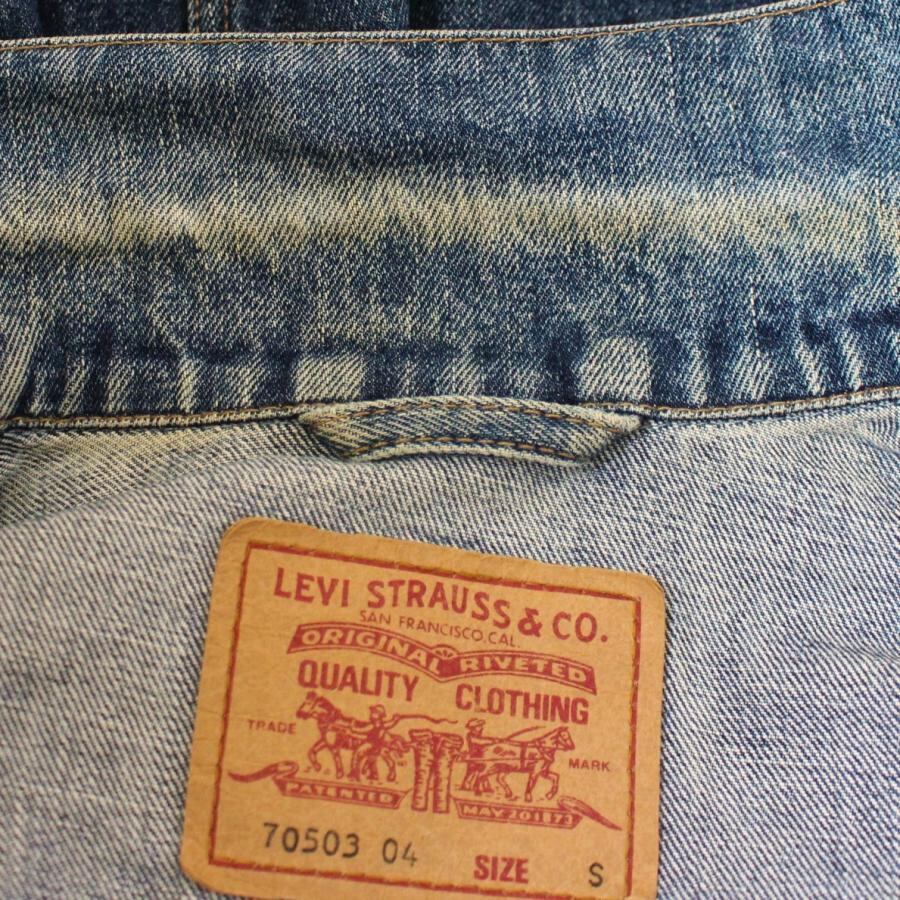 LEVI STRAUSS & CO.
SAN FRANCISCO, CAL.
ORIGINAL RIVETED
QUALITY CLOTHING
TRADE MARK
PATENTED MAY 20 1873
70503 04 SIZE S